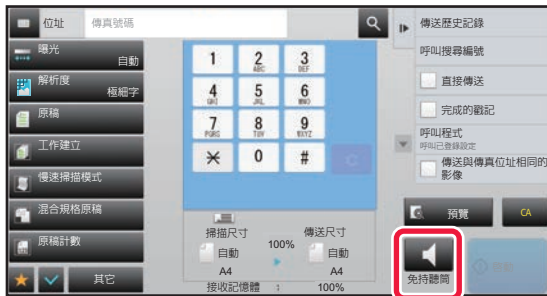 位址
傳真號碼
曝光
自動
解析度
極細字
原稿
工作建立
慢速掃描模式
混合規格原稿
原稿計數
其它
1
2
ABC
3
DEF
4
GHI
5
JKL
6
MNO
7
PQRS
8
TUV
9
WXYZ
0
#
C
掃描尺寸
傳送尺寸
自動
100%
自動
A4
A4
接收記憶體 : 100%
傳送歷史記錄
呼叫搜尋編號
直接傳送
完成的戳記
呼叫程式
呼叫已登錄設定
傳送與傳真位址相同的
影像
預覽
CA
免持聽筒